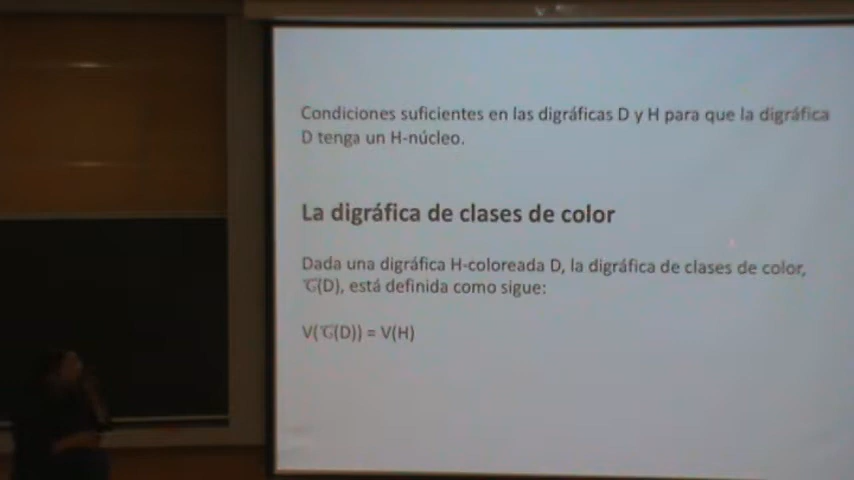 Condiciones suficientes en las digráficas D y H para que la digráfica
D tenga un H-núcleo.
La digráfica de clases de color
Dada una digráfica H-coloreada D, la digráfica de clases de color,
𝒞(D), está definida como sigue:
V(𝒞(D)) = V(H)